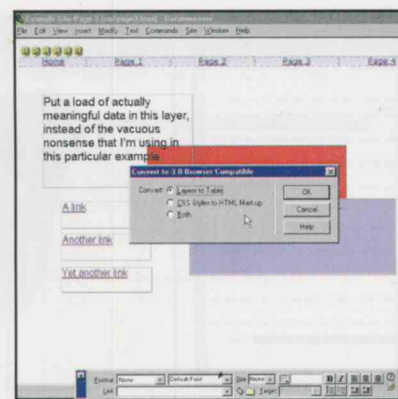 Example Site Page 3 (css/page3.html) - Dreamweaver
File Edit View Insert Modify Text Commands Site Window Help
Home Page 1 Page 2 Page 3 Page 4
Put a load of actually
meaningful data in this layer,
instead of the vacuous
nonsense that I'm using in
this particular example
Convert to 3.0 Browser Compatible
Convert: Layers to Table OK
CSS Styles to HTML Markup Cancel
Both Help
A link
Another link
Yet another link
Format None Default Font Size None B I
Link Target